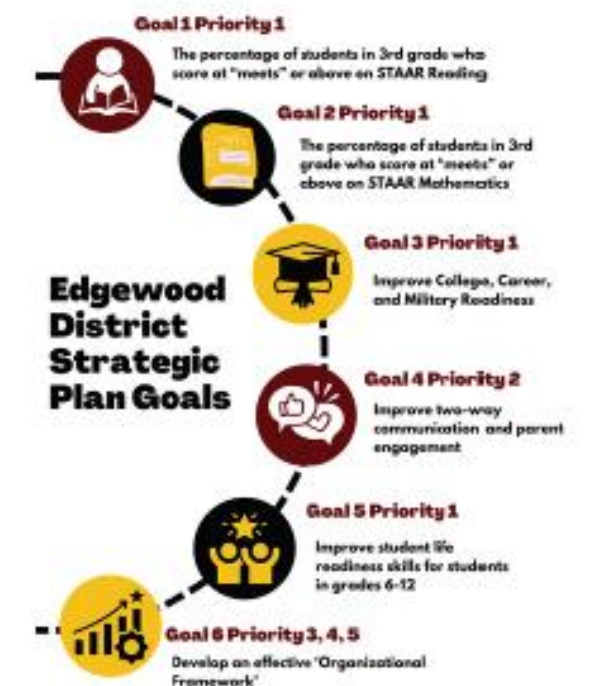 Goal 1 Priority 1
The percentage of students in 3rd grade who
score at "meets" or above on STAAR Reading
Goal 2 Priority 1
The percentage of students in 3rd
grade who score at "meets" or
above on STAAR Mathematics
Goal 3 Priority 1
Improve College, Career,
and Military Readiness
Edgewood
District
Strategic
Plan Goals
Goal 4 Priority 2
Improve two-way
communication and parent
engagement
Goal 5 Priority 1
Improve student life
readiness skills for students
in grades 6-12
Goal 6 Priority 3, 4, 5
Develop an effective 'Organizational
Framework'